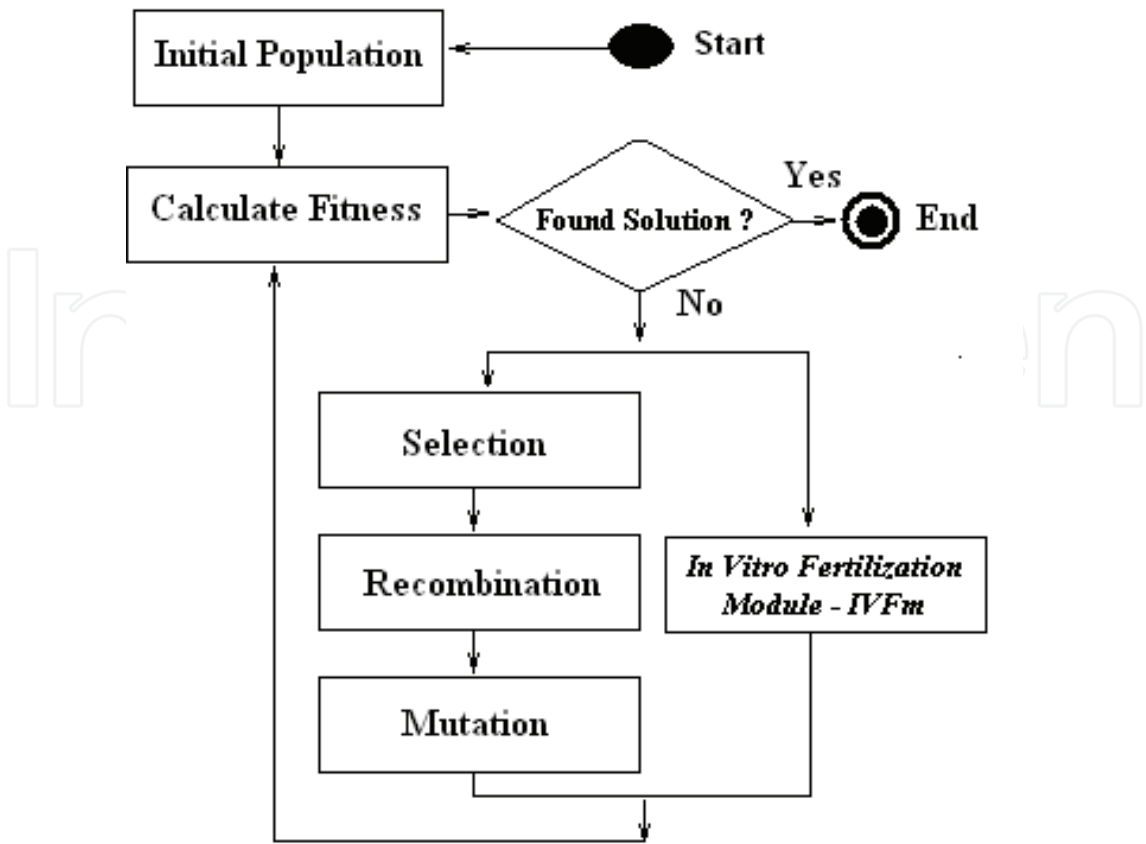 Start
Initial Population
Calculate Fitness
Found Solution ?
Yes
End
No
Selection
Recombination
Mutation
In Vitro Fertilization
Module - IVFm